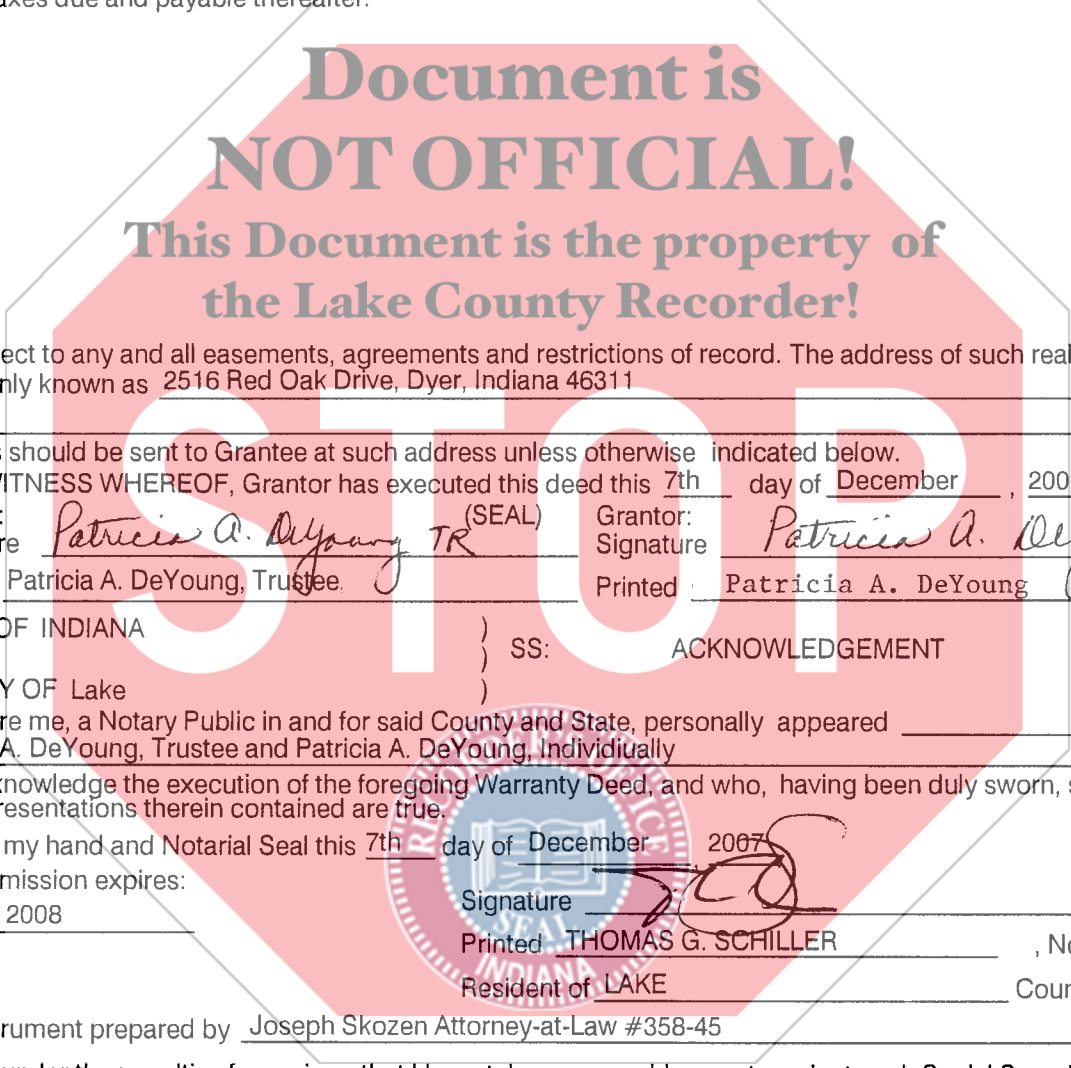 axes due and payable thereafter.
Document is
NOT OFFICIAL!
This Document is the property of
the Lake County Recorder!
ect to any and all easements, agreements and restrictions of record. The address of such real
nly known as 2516 Red Oak Drive, Dyer, Indiana 46311
STOP
s should be sent to Grantee at such address unless otherwise indicated below.
ITNESS WHEREOF, Grantor has executed this deed this 7th day of December , 200
: (SEAL) Grantor:
re Patricia A. DeYoung TR Signature Patricia A. De
Patricia A. DeYoung, Trustee Printed Patricia A. DeYoung (
OF INDIANA )
) SS: ACKNOWLEDGEMENT
Y OF Lake )
re me, a Notary Public in and for said County and State, personally appeared
A. DeYoung, Trustee and Patricia A. DeYoung, Individiually
knowledge the execution of the foregoing Warranty Deed, and who, having been duly sworn, s
resentations therein contained are true.
my hand and Notarial Seal this 7th day of December , 2007
mission expires:
2008
Signature
Printed THOMAS G. SCHILLER , No
Resident of LAKE Coun
RECORDER'S OFFICE
SEAL
INDIANA
rument prepared by Joseph Skozen Attorney-at-Law #358-45